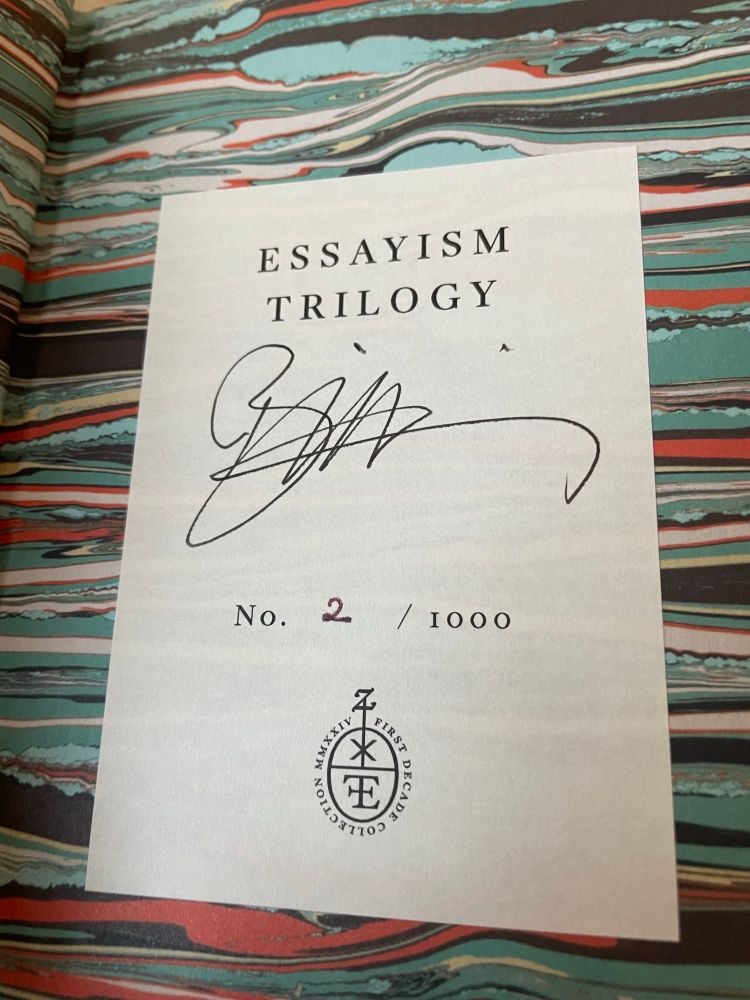 ESSAYISM
TRILOGY
No. 2 / 1000
FIRST DECADE COLLECTION MMXXIV